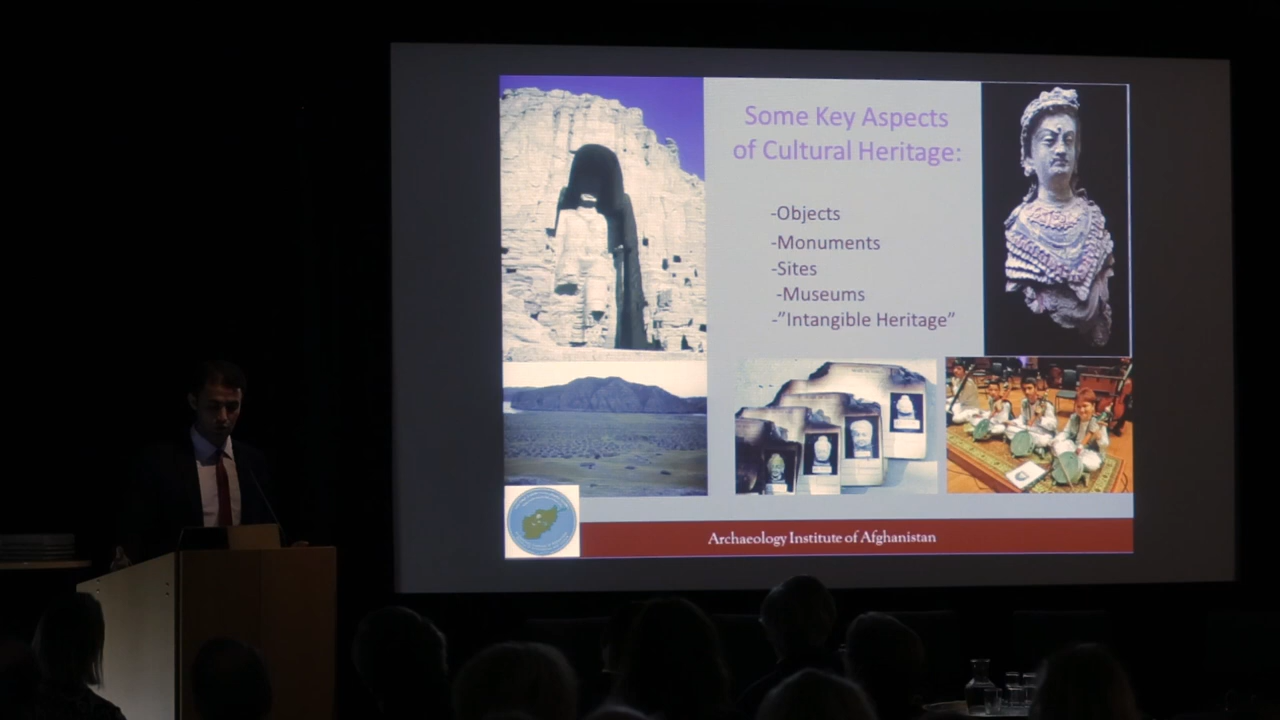 Some Key Aspects
of Cultural Heritage:
-Objects
-Monuments
-Sites
-Museums
-”Intangible Heritage”
Archaeology Institute of Afghanistan